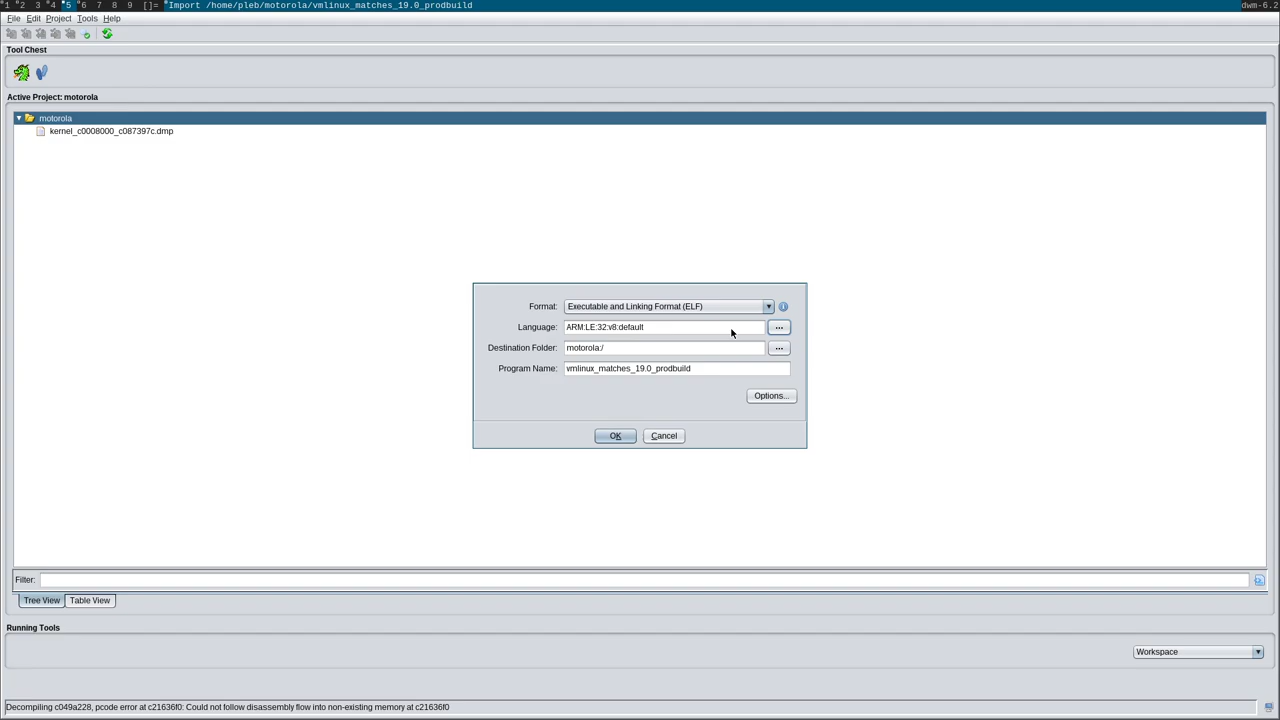 1 2 3 4 5 6 7 8 9 []= Import /home/pleb/motorola/vmlinux_matches_19.0_prodbuild dwm-6.2
File Edit Project Tools Help
Tool Chest
Active Project: motorola
motorola
kernel_c0008000_c087397c.dmp
Format: Executable and Linking Format (ELF)
Language: ARM:LE:32:v8:default ...
Destination Folder: motorola:/ ...
Program Name: vmlinux_matches_19.0_prodbuild
Options...
OK Cancel
Filter:
Tree View Table View
Running Tools
Workspace
Decompiling c049a228, pcode error at c21636f0: Could not follow disassembly flow into non-existing memory at c21636f0